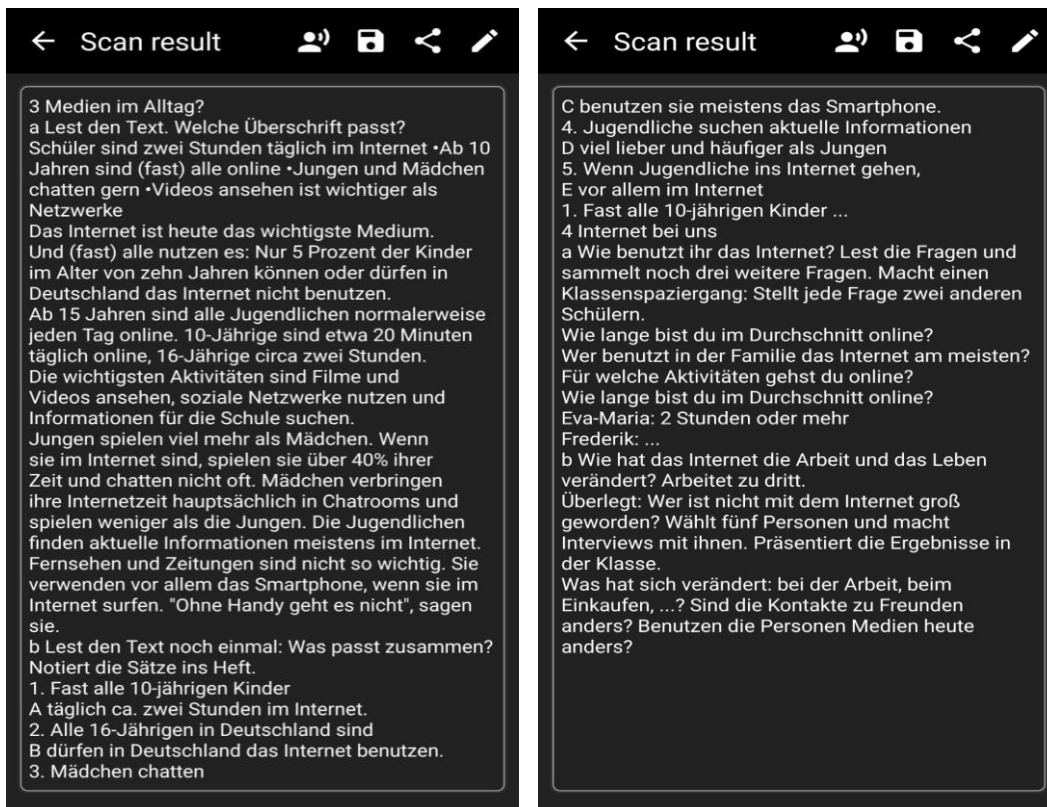 Scan result
3 Medien im Alltag?
a Lest den Text. Welche Überschrift passt?
Schüler sind zwei Stunden täglich im Internet •Ab 10
Jahren sind (fast) alle online •Jungen und Mädchen
chatten gern •Videos ansehen ist wichtiger als
Netzwerke
Das Internet ist heute das wichtigste Medium.
Und (fast) alle nutzen es: Nur 5 Prozent der Kinder
im Alter von zehn Jahren können oder dürfen in
Deutschland das Internet nicht benutzen.
Ab 15 Jahren sind alle Jugendlichen normalerweise
jeden Tag online. 10-Jährige sind etwa 20 Minuten
täglich online, 16-Jährige circa zwei Stunden.
Die wichtigsten Aktivitäten sind Filme und
Videos ansehen, soziale Netzwerke nutzen und
Informationen für die Schule suchen.
Jungen spielen viel mehr als Mädchen. Wenn
sie im Internet sind, spielen sie über 40% ihrer
Zeit und chatten nicht oft. Mädchen verbringen
ihre Internetzeit hauptsächlich in Chatrooms und
spielen weniger als die Jungen. Die Jugendlichen
finden aktuelle Informationen meistens im Internet.
Fernsehen und Zeitungen sind nicht so wichtig. Sie
verwenden vor allem das Smartphone, wenn sie im
Internet surfen. "Ohne Handy geht es nicht", sagen
sie.
b Lest den Text noch einmal: Was passt zusammen?
Notiert die Sätze ins Heft.
1. Fast alle 10-jährigen Kinder
A täglich ca. zwei Stunden im Internet.
2. Alle 16-Jährigen in Deutschland sind
B dürfen in Deutschland das Internet benutzen.
3. Mädchen chatten
Scan result
C benutzen sie meistens das Smartphone.
4. Jugendliche suchen aktuelle Informationen
D viel lieber und häufiger als Jungen
5. Wenn Jugendliche ins Internet gehen,
E vor allem im Internet
1. Fast alle 10-jährigen Kinder ...
4 Internet bei uns
a Wie benutzt ihr das Internet? Lest die Fragen und
sammelt noch drei weitere Fragen. Macht einen
Klassenspaziergang: Stellt jede Frage zwei anderen
Schülern.
Wie lange bist du im Durchschnitt online?
Wer benutzt in der Familie das Internet am meisten?
Für welche Aktivitäten gehst du online?
Wie lange bist du im Durchschnitt online?
Eva-Maria: 2 Stunden oder mehr
Frederik: ...
b Wie hat das Internet die Arbeit und das Leben
verändert? Arbeitet zu dritt.
Überlegt: Wer ist nicht mit dem Internet groß
geworden? Wählt fünf Personen und macht
Interviews mit ihnen. Präsentiert die Ergebnisse in
der Klasse.
Was hat sich verändert: bei der Arbeit, beim
Einkaufen, ...? Sind die Kontakte zu Freunden
anders? Benutzen die Personen Medien heute
anders?